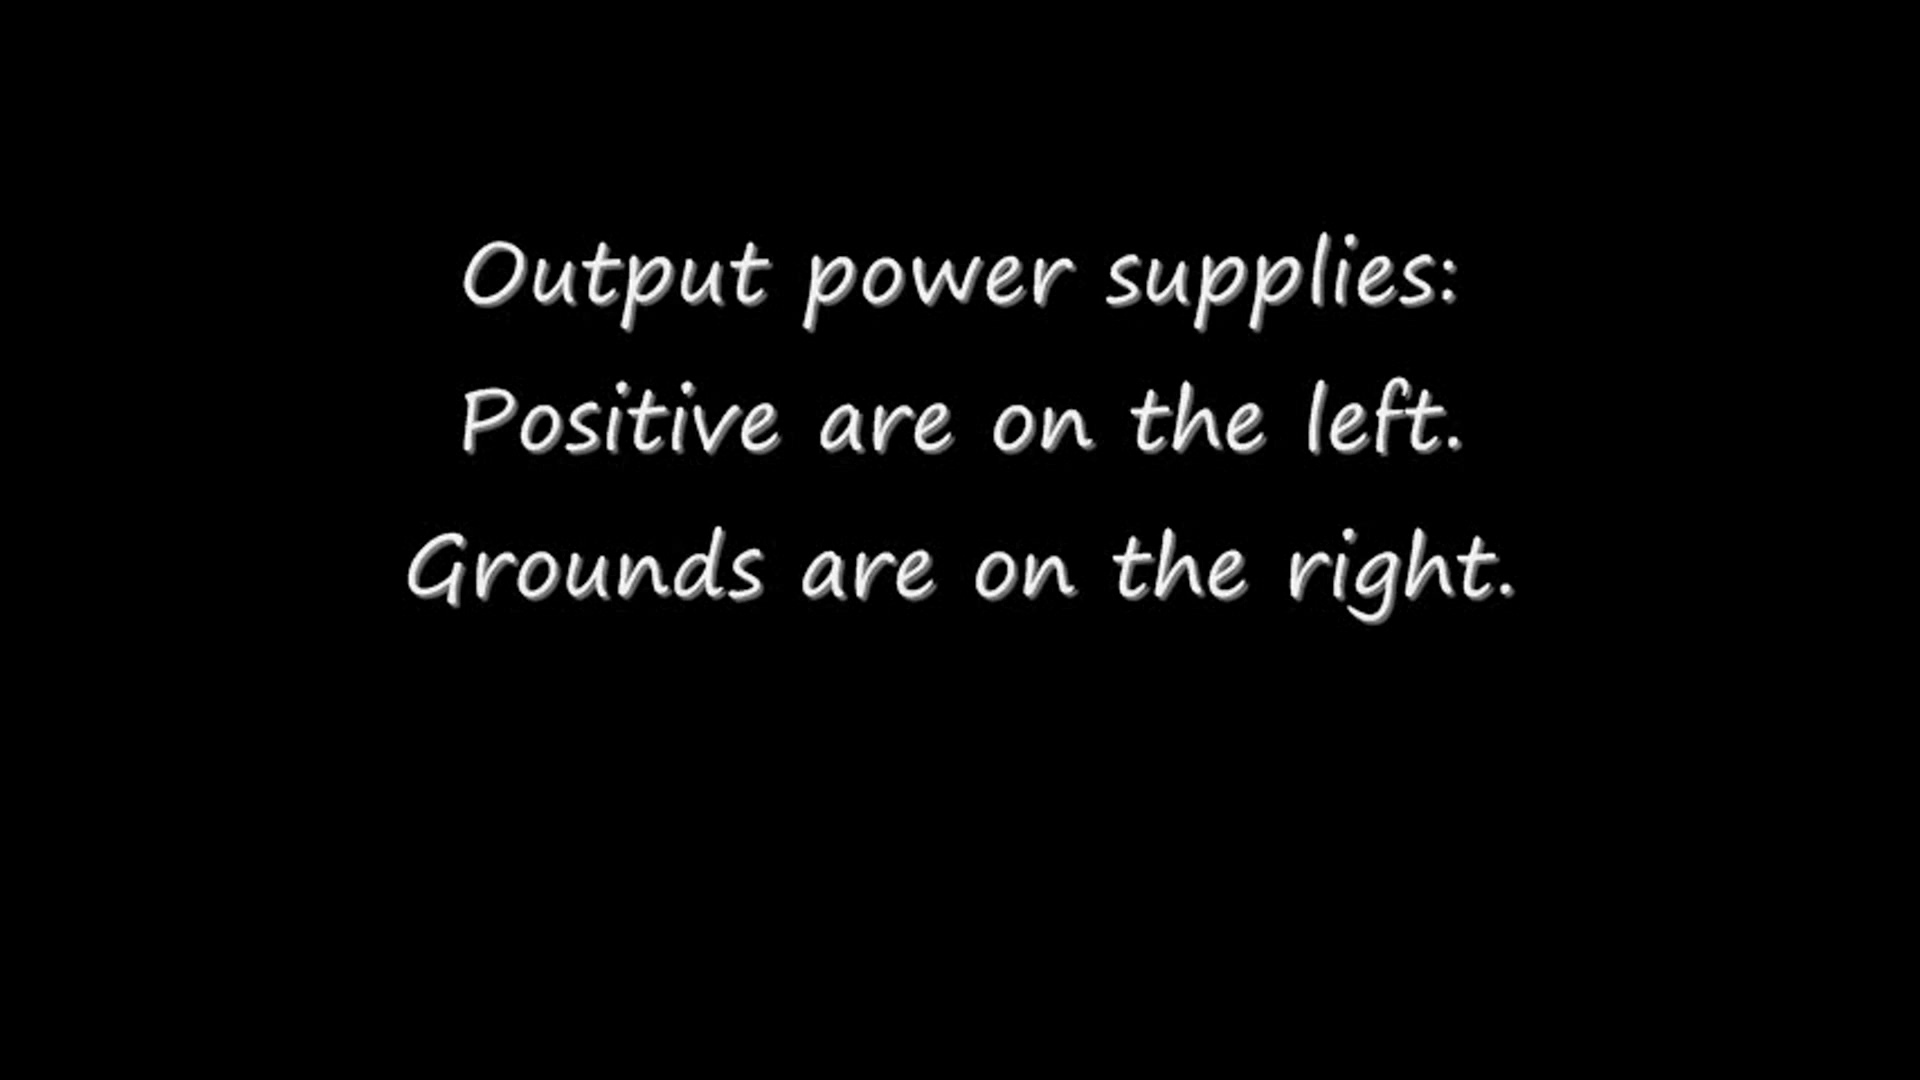 Output power supplies:
Positive are on the left.
Grounds are on the right.